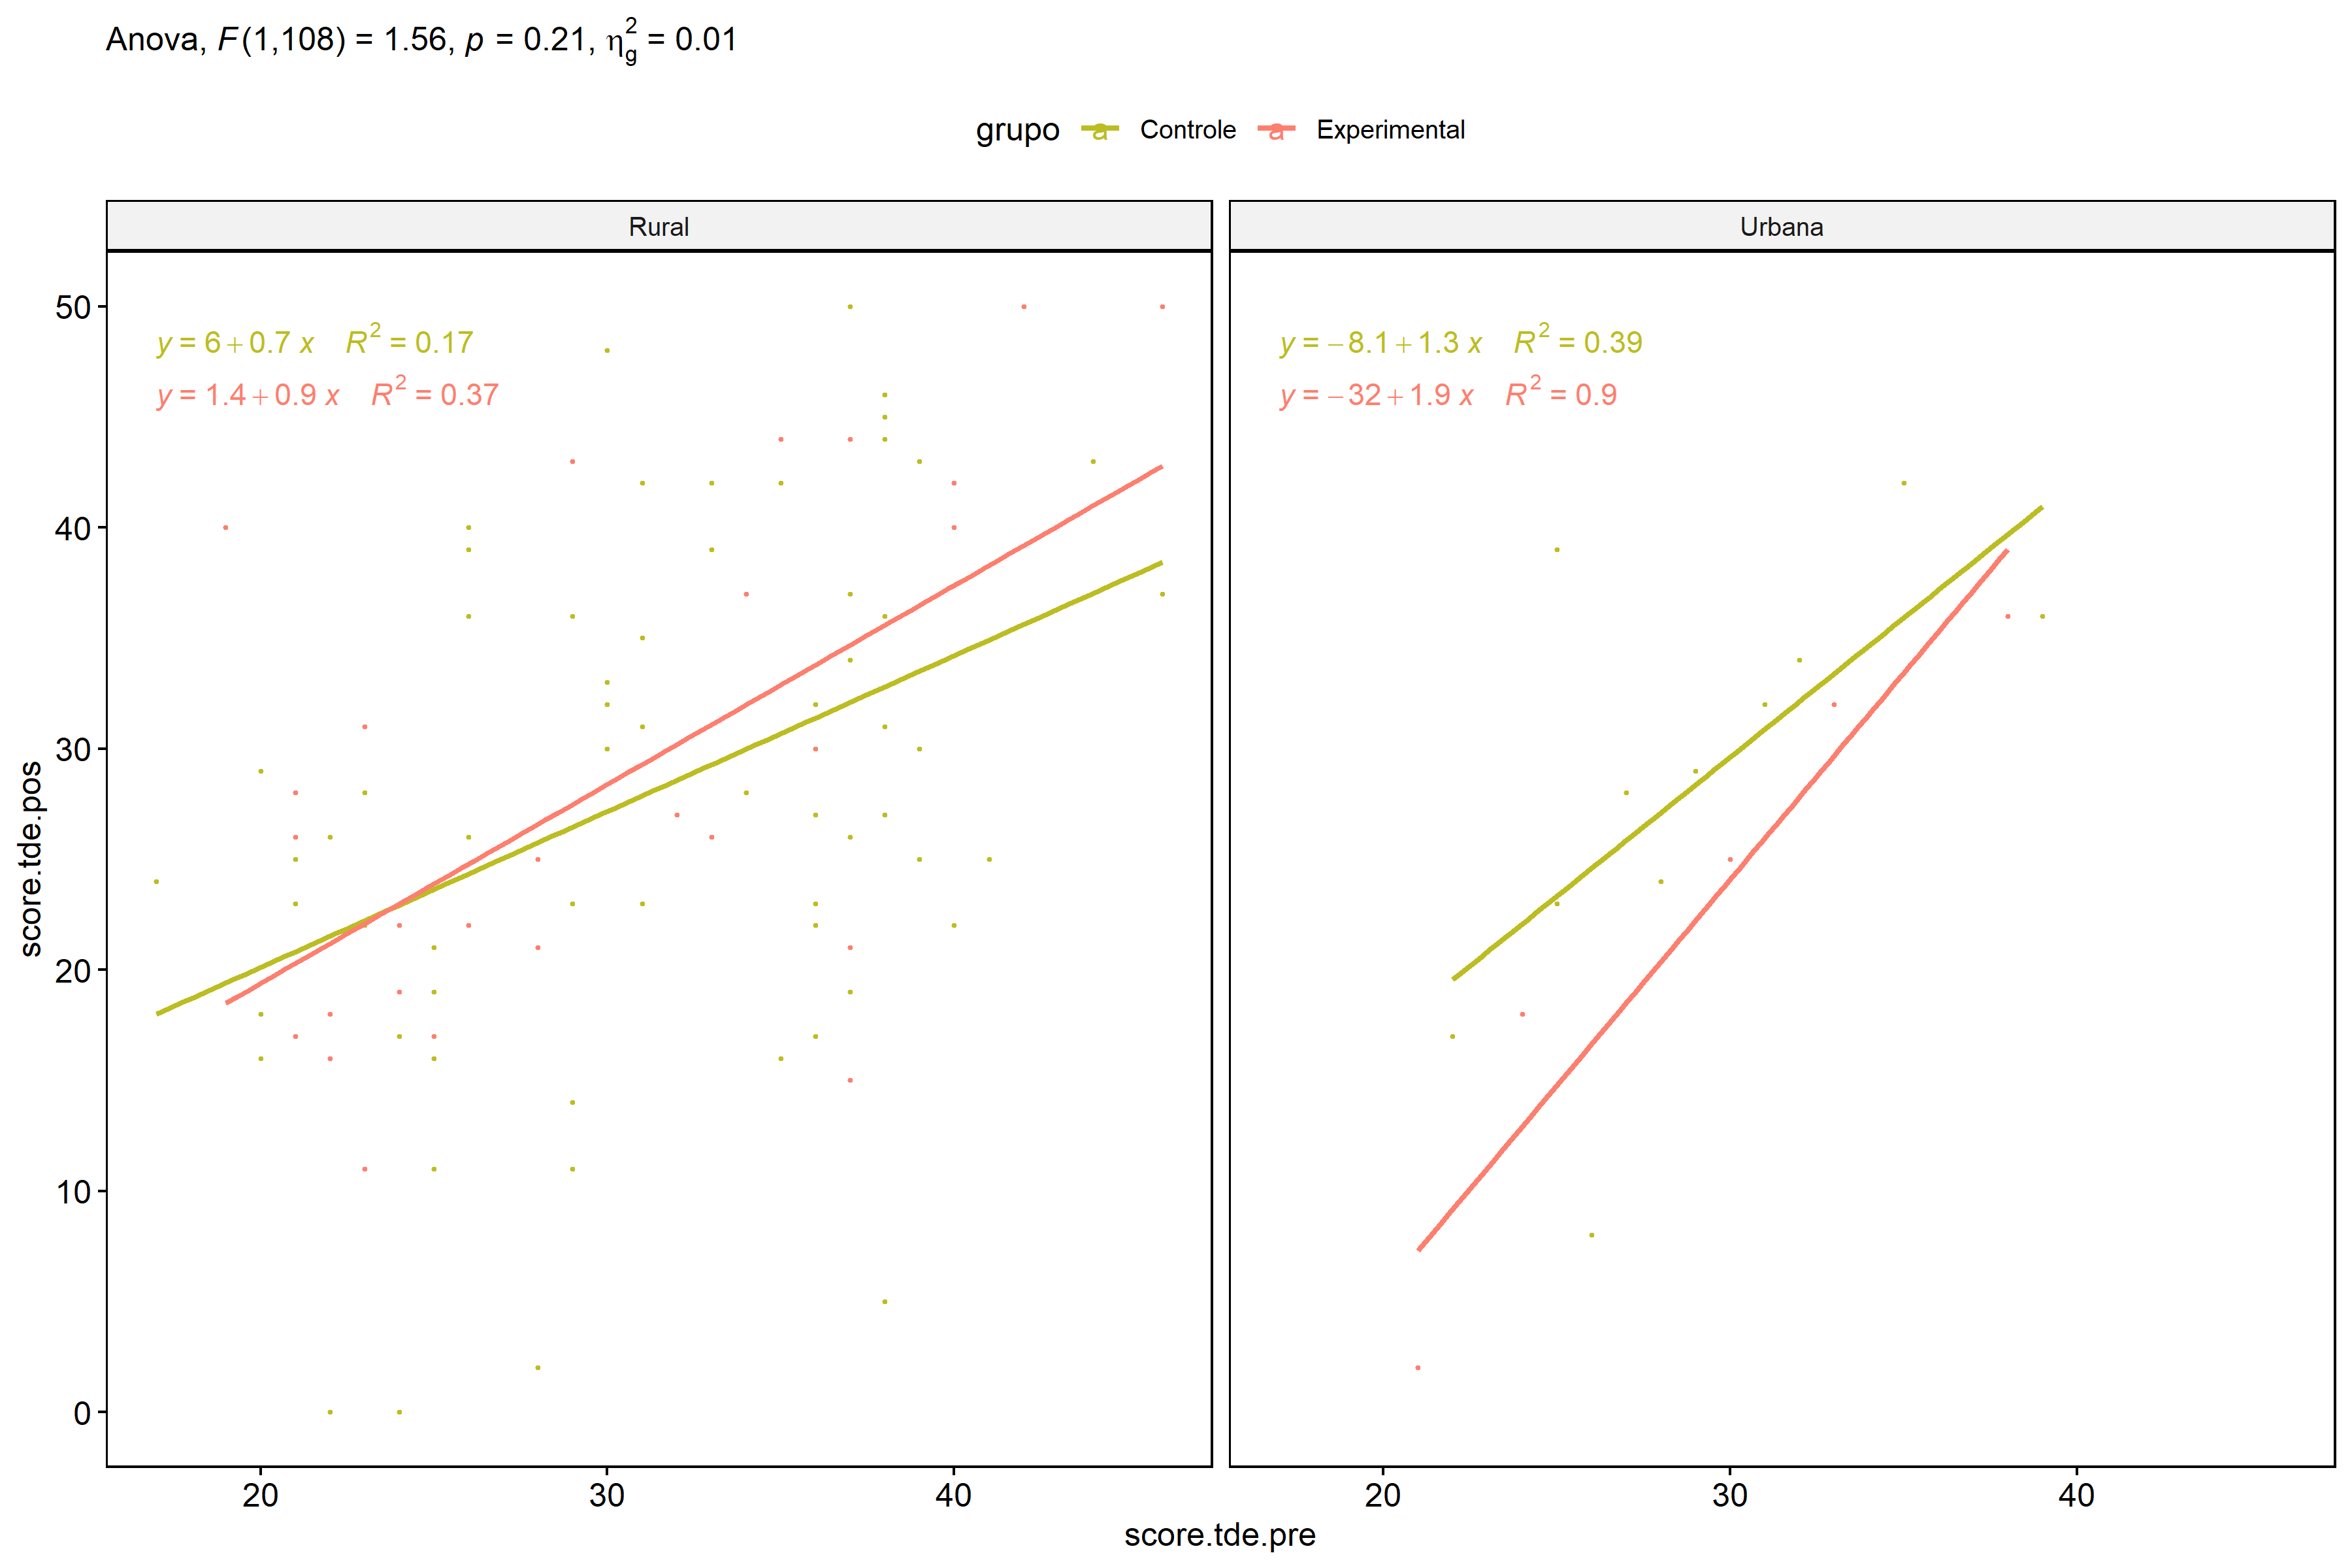 Anova, F(1,108) = 1.56, p = 0.21, η²g = 0.01
grupo a Controle a Experimental
Rural
Urbana
y = 6 + 0.7 x R² = 0.17
y = 1.4 + 0.9 x R² = 0.37
y = −8.1 + 1.3 x R² = 0.39
y = −32 + 1.9 x R² = 0.9
score.tde.pos
50
40
30
20
10
0
20 30 40
20 30 40
score.tde.pre